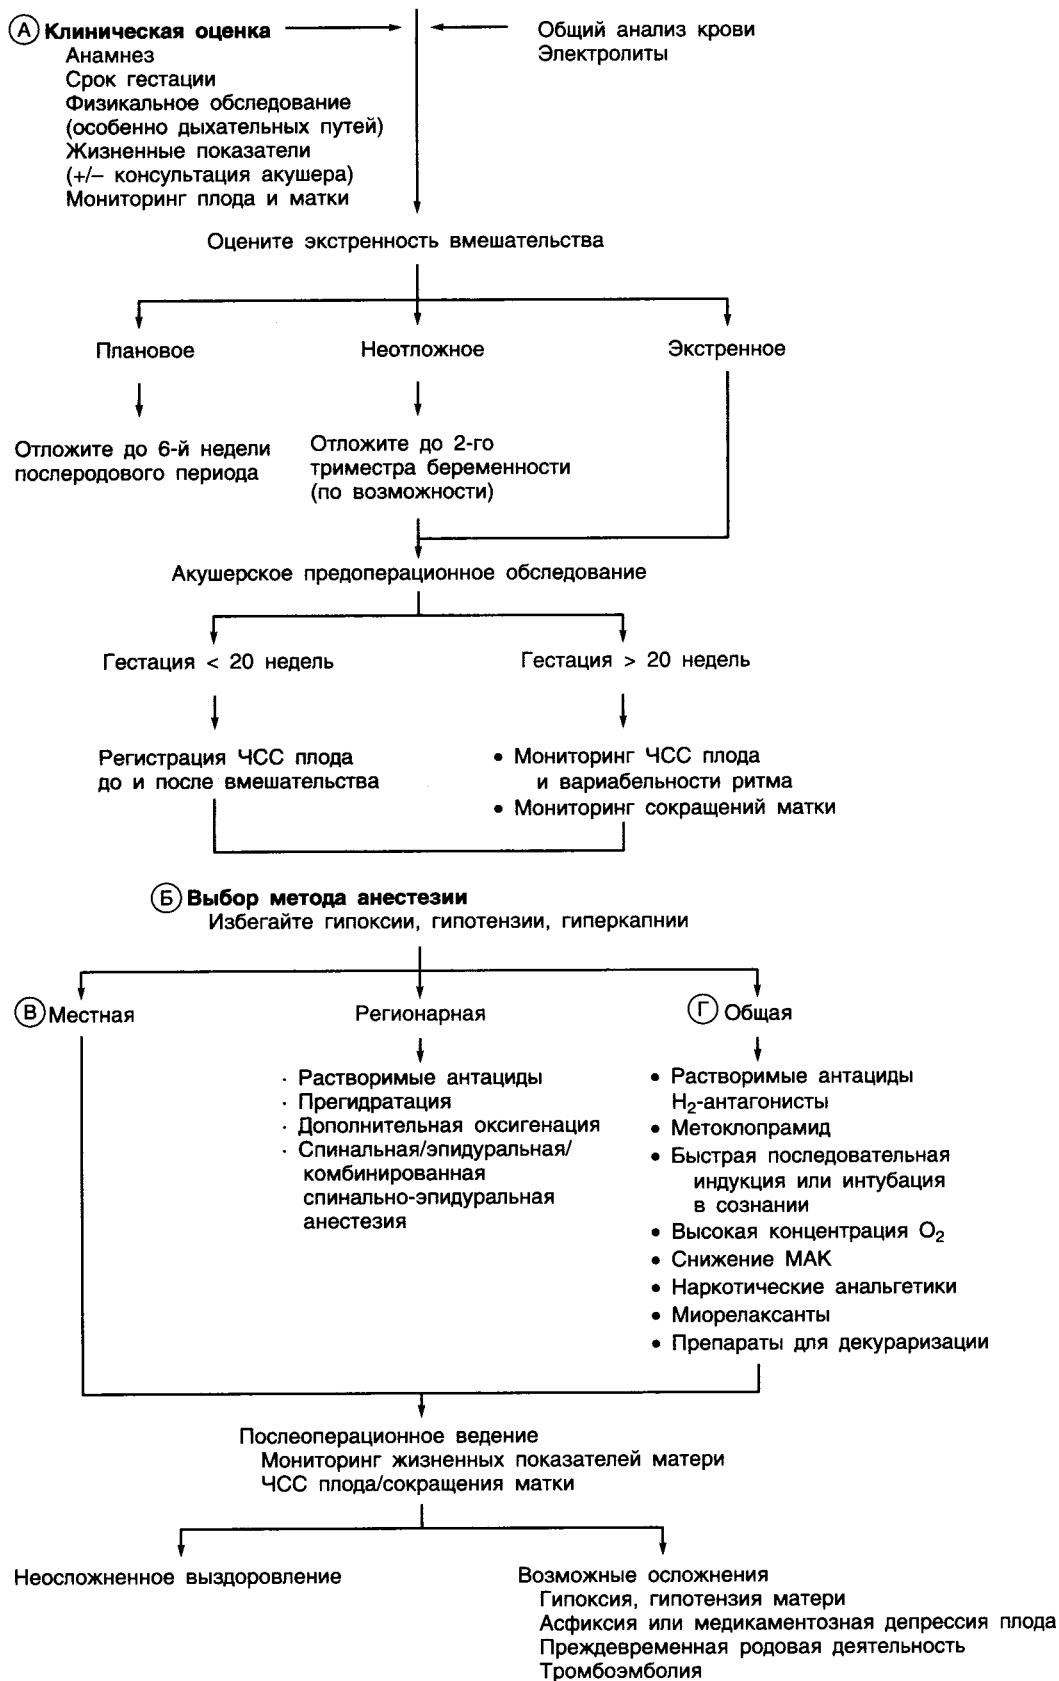 А Клиническая оценка
Анамнез
Срок гестации
Физикальное обследование
(особенно дыхательных путей)
Жизненные показатели
(+/– консультация акушера)
Мониторинг плода и матки
Общий анализ крови
Электролиты
Оцените экстренность вмешательства
Плановое
Неотложное
Экстренное
Отложите до 6-й недели
послеродового периода
Отложите до 2-го
триместра беременности
(по возможности)
Акушерское предоперационное обследование
Гестация < 20 недель
Гестация > 20 недель
Регистрация ЧСС плода
до и после вмешательства
• Мониторинг ЧСС плода
и вариабельности ритма
• Мониторинг сокращений матки
Б Выбор метода анестезии
Избегайте гипоксии, гипотензии, гиперкапнии
В Местная
Регионарная
Г Общая
· Растворимые антациды
· Прегидратация
· Дополнительная оксигенация
· Спинальная/эпидуральная/
комбинированная
спинально-эпидуральная
анестезия
• Растворимые антациды
H₂-антагонисты
• Метоклопрамид
• Быстрая последовательная
индукция или интубация
в сознании
• Высокая концентрация O₂
• Снижение МАК
• Наркотические анальгетики
• Миорелаксанты
• Препараты для декураризации
Послеоперационное ведение
Мониторинг жизненных показателей матери
ЧСС плода/сокращения матки
Неосложненное выздоровление
Возможные осложнения
Гипоксия, гипотензия матери
Асфиксия или медикаментозная депрессия плода
Преждевременная родовая деятельность
Тромбоэмболия